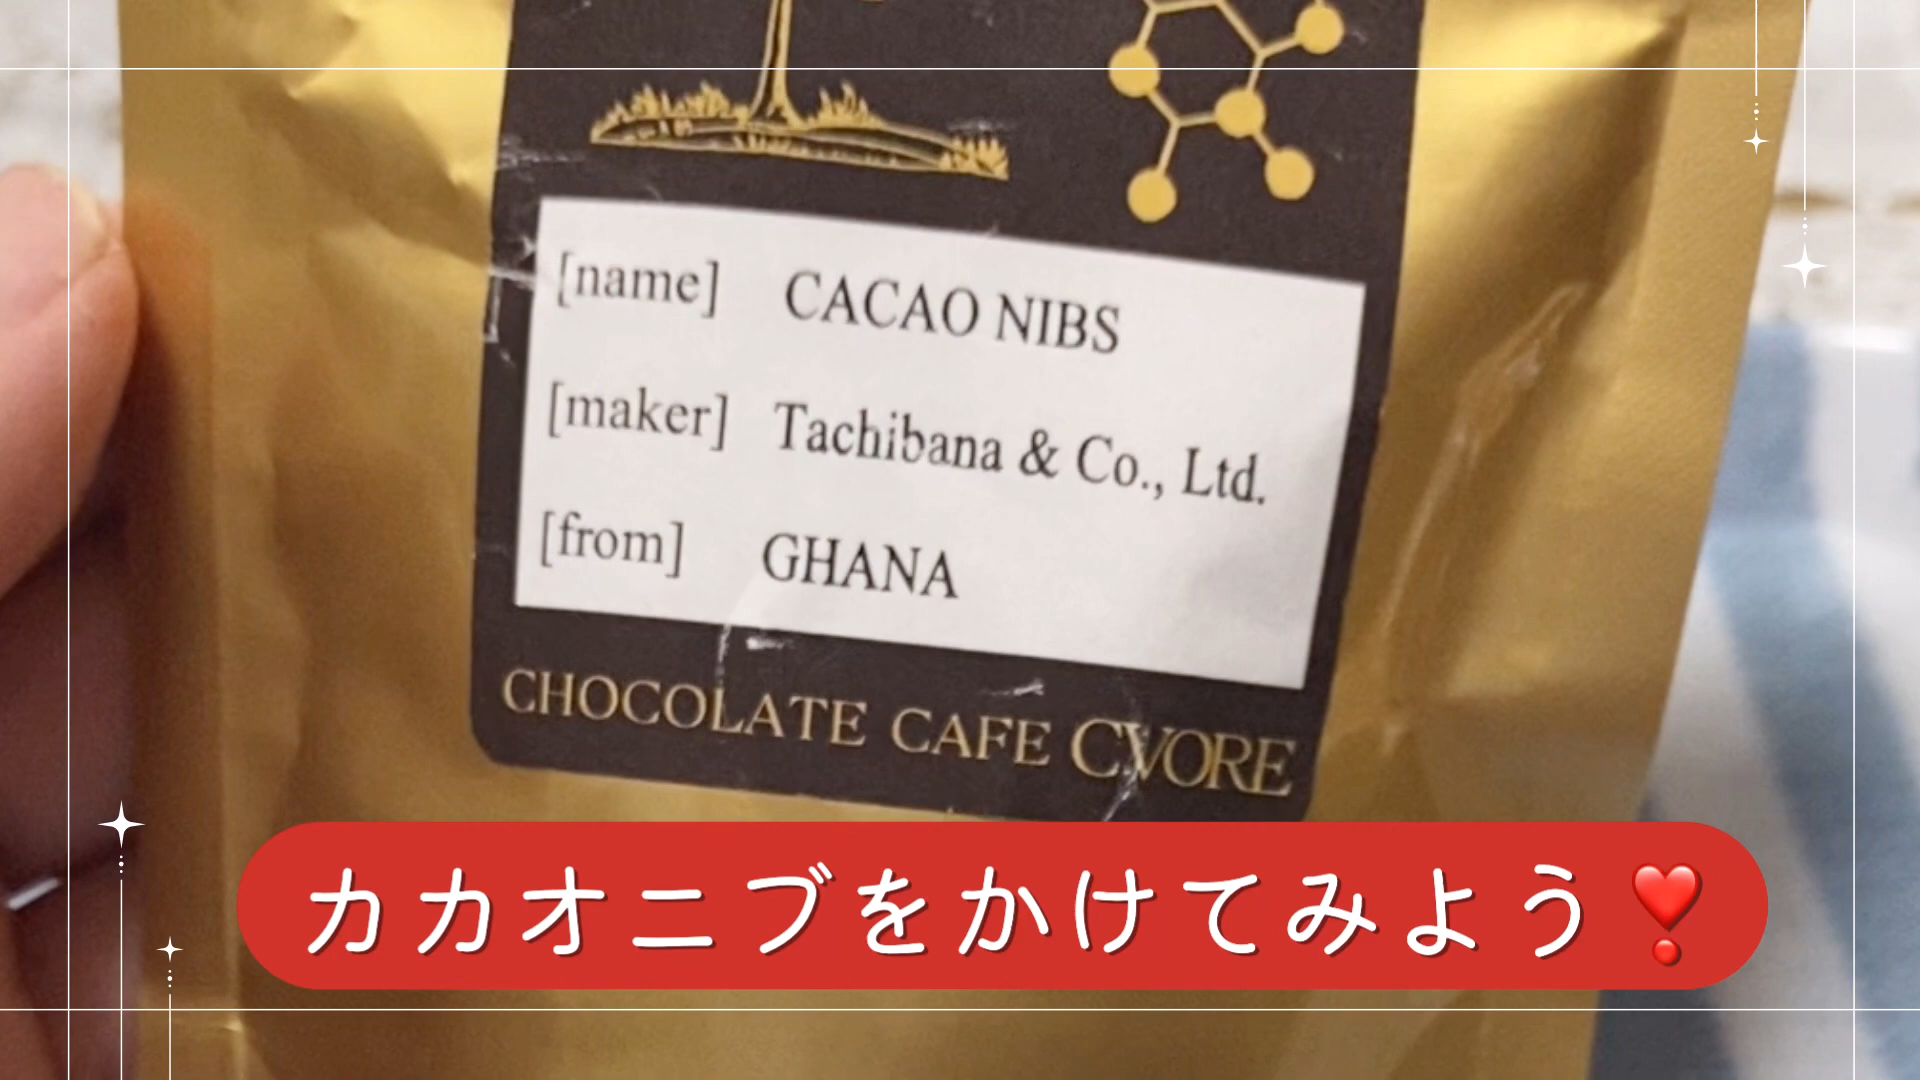 [name] CACAO NIBS
[maker] Tachibana & Co., Ltd.
[from] GHANA
CHOCOLATE CAFE CVORE
カカオニブをかけてみよう❣